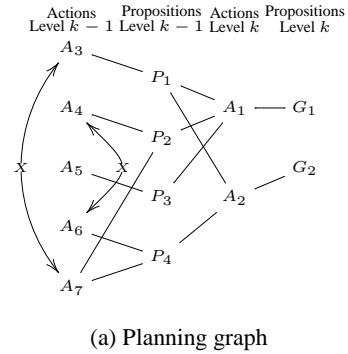 Actions Propositions Actions Propositions
Level k − 1 Level k − 1 Level k Level k
A3
P1
A4 A1 G1
X X
P2
A5 G2
P3 A2
A6
P4
A7
(a) Planning graph